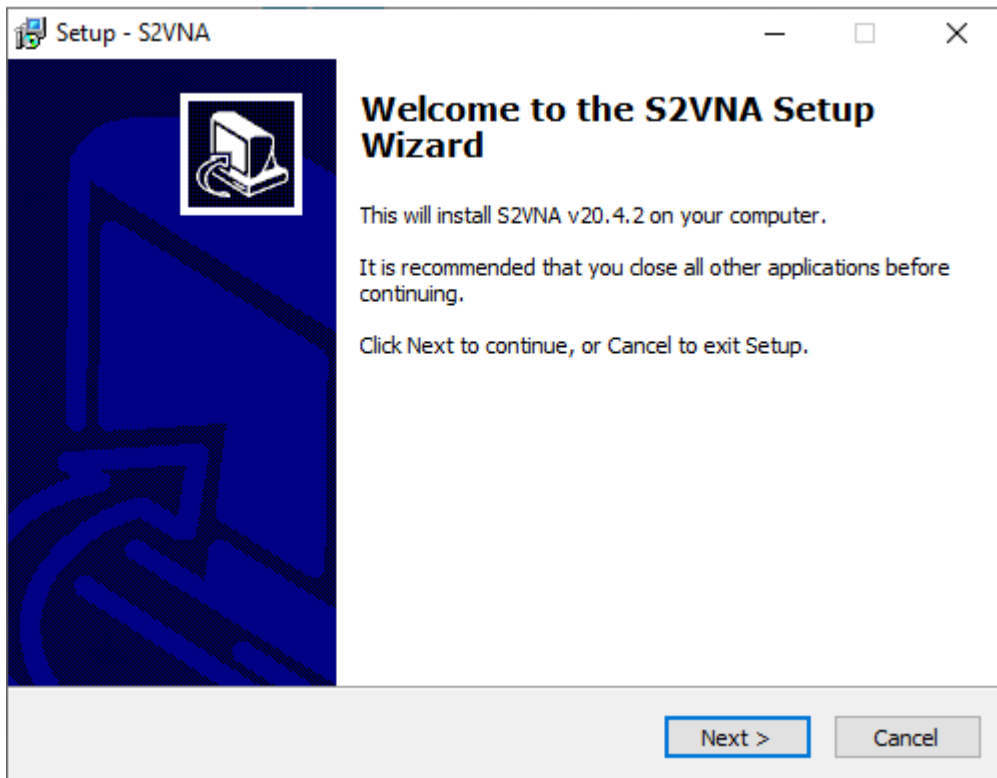 Setup - S2VNA
Welcome to the S2VNA Setup
Wizard
This will install S2VNA v20.4.2 on your computer.
It is recommended that you close all other applications before
continuing.
Click Next to continue, or Cancel to exit Setup.
Next >
Cancel